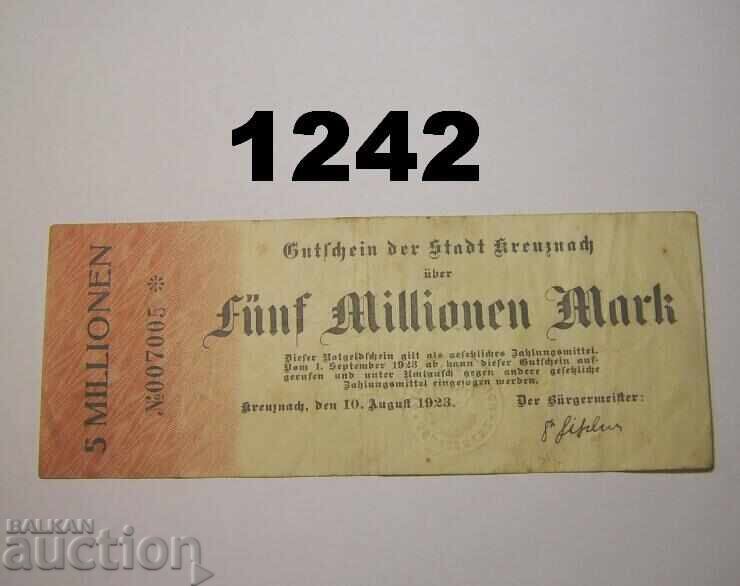 1242
5 MILLIONEN
№007005 *
Gutschein der Stadt Kreuznach
über
Fünf Millionen Mark
Dieser Notgeldschein gilt als gesetzliches Zahlungsmittel.
Vom 1. September 1923 ab kann dieser Gutschein auf-
gerufen und unter Umtausch gegen andere gesetzliche
Zahlungsmittel eingezogen werden.
Kreuznach, den 10. August 1923.
Der Bürgermeister:
BALKAN
auction